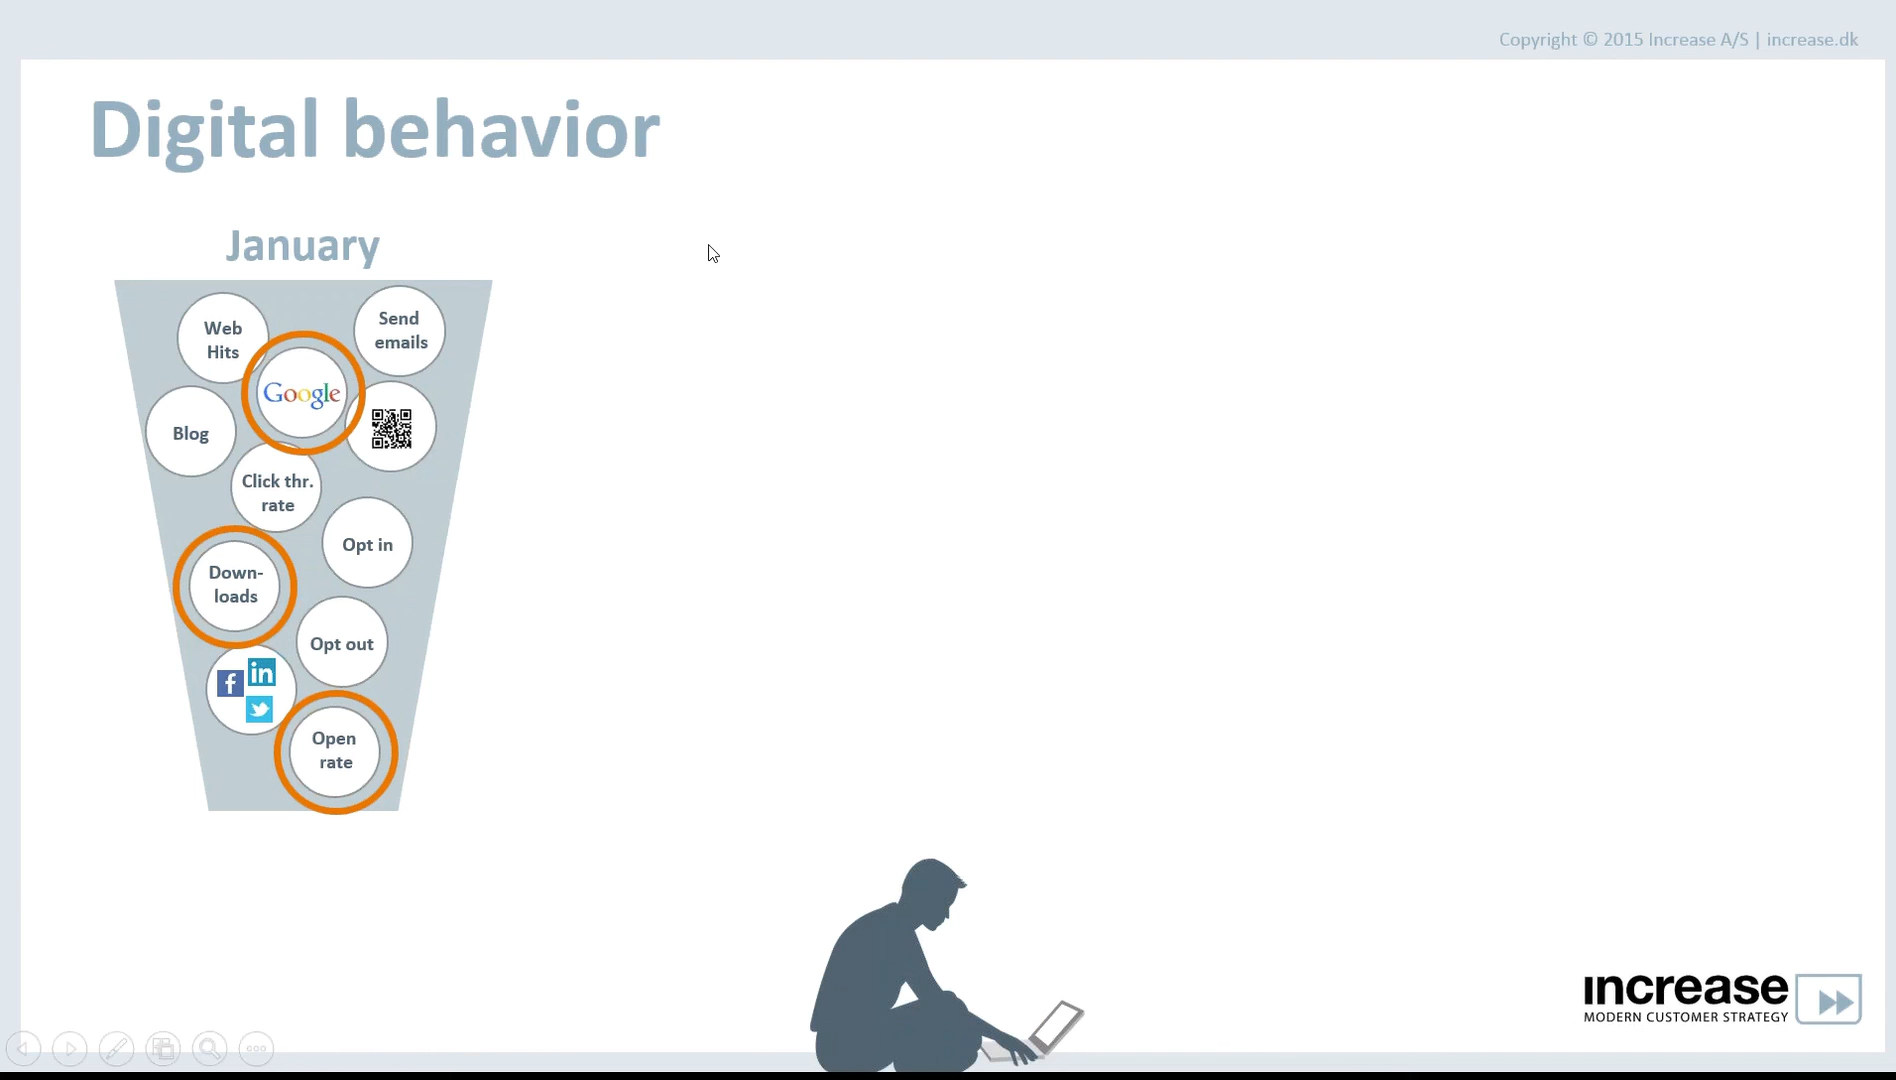 Copyright © 2015 Increase A/S | increase.dk
Digital behavior
January
Web
Hits
Send
emails
Google
Blog
Click thr.
rate
Opt in
Down-
loads
Opt out
f
in
Open
rate
increase
MODERN CUSTOMER STRATEGY